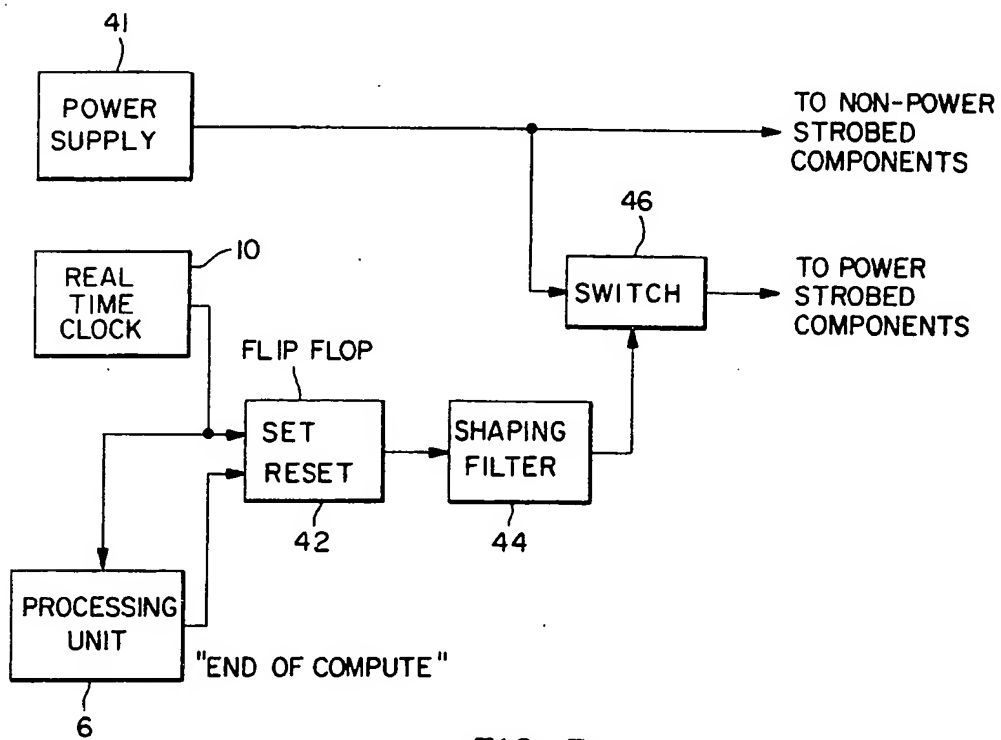 41
POWER
SUPPLY
TO NON-POWER
STROBED
COMPONENTS
46
SWITCH
TO POWER
STROBED
COMPONENTS
10
REAL
TIME
CLOCK
FLIP FLOP
SET
RESET
42
SHAPING
FILTER
44
PROCESSING
UNIT
"END OF COMPUTE"
6